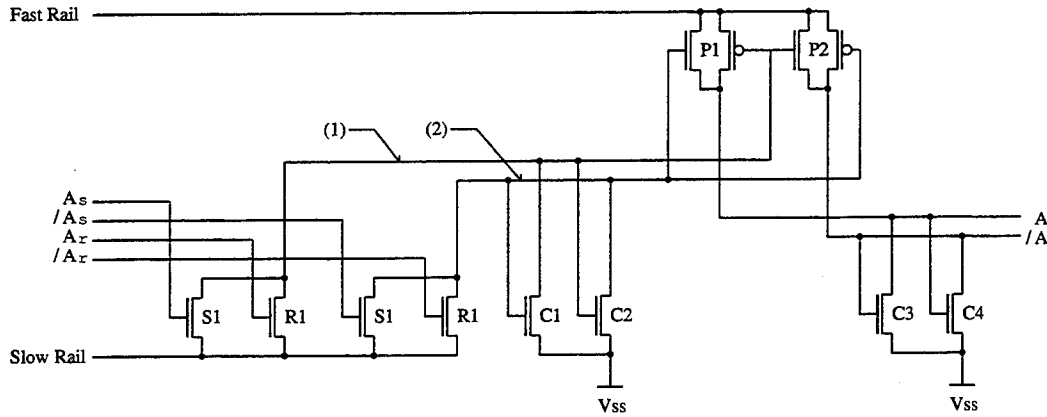 Fast Rail
P1
P2
(1)
(2)
As
/As
Ar
/Ar
A
/A
S1
R1
S1
R1
C1
C2
C3
C4
Slow Rail
Vss
Vss